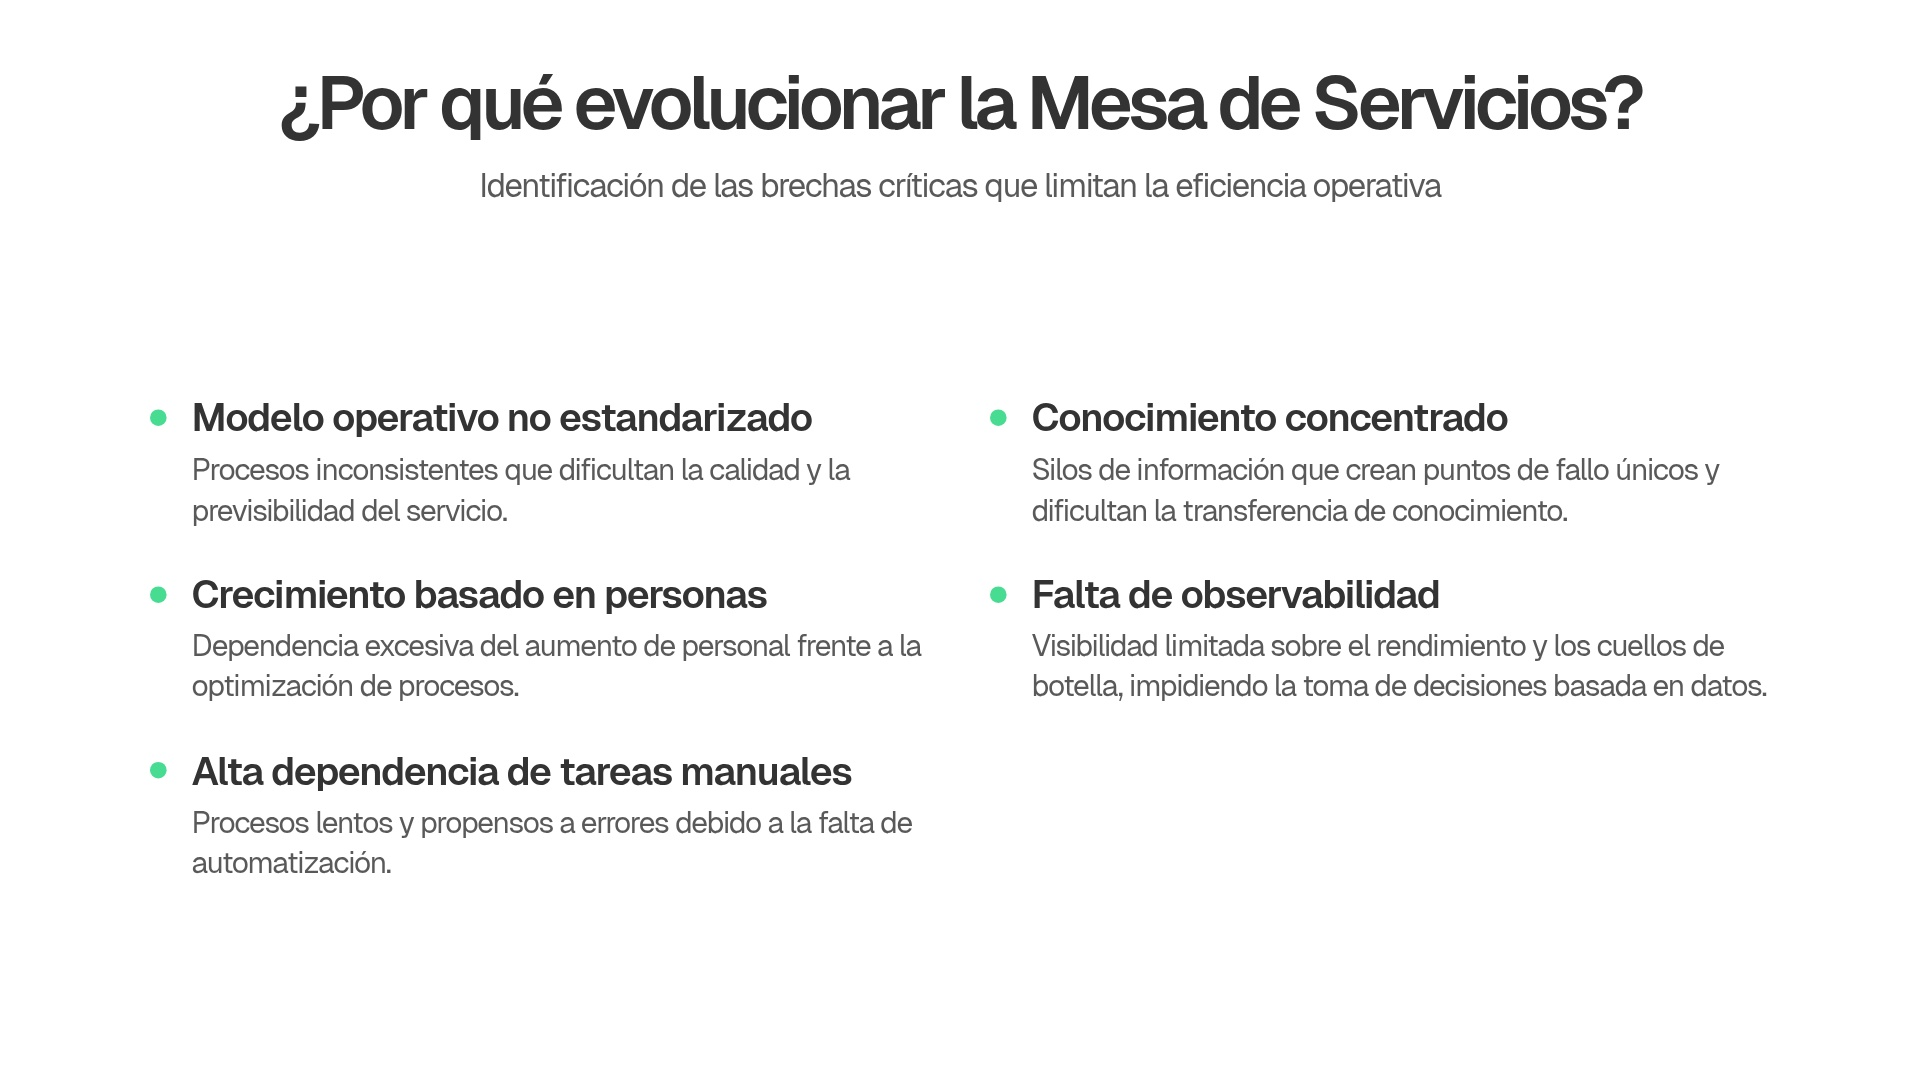 ¿Por qué evolucionar la Mesa de Servicios?
Identificación de las brechas críticas que limitan la eficiencia operativa
Modelo operativo no estandarizado
Procesos inconsistentes que dificultan la calidad y la
previsibilidad del servicio.
Crecimiento basado en personas
Dependencia excesiva del aumento de personal frente a la
optimización de procesos.
Alta dependencia de tareas manuales
Procesos lentos y propensos a errores debido a la falta de
automatización.
Conocimiento concentrado
Silos de información que crean puntos de fallo únicos y
dificultan la transferencia de conocimiento.
Falta de observabilidad
Visibilidad limitada sobre el rendimiento y los cuellos de
botella, impidiendo la toma de decisiones basada en datos.